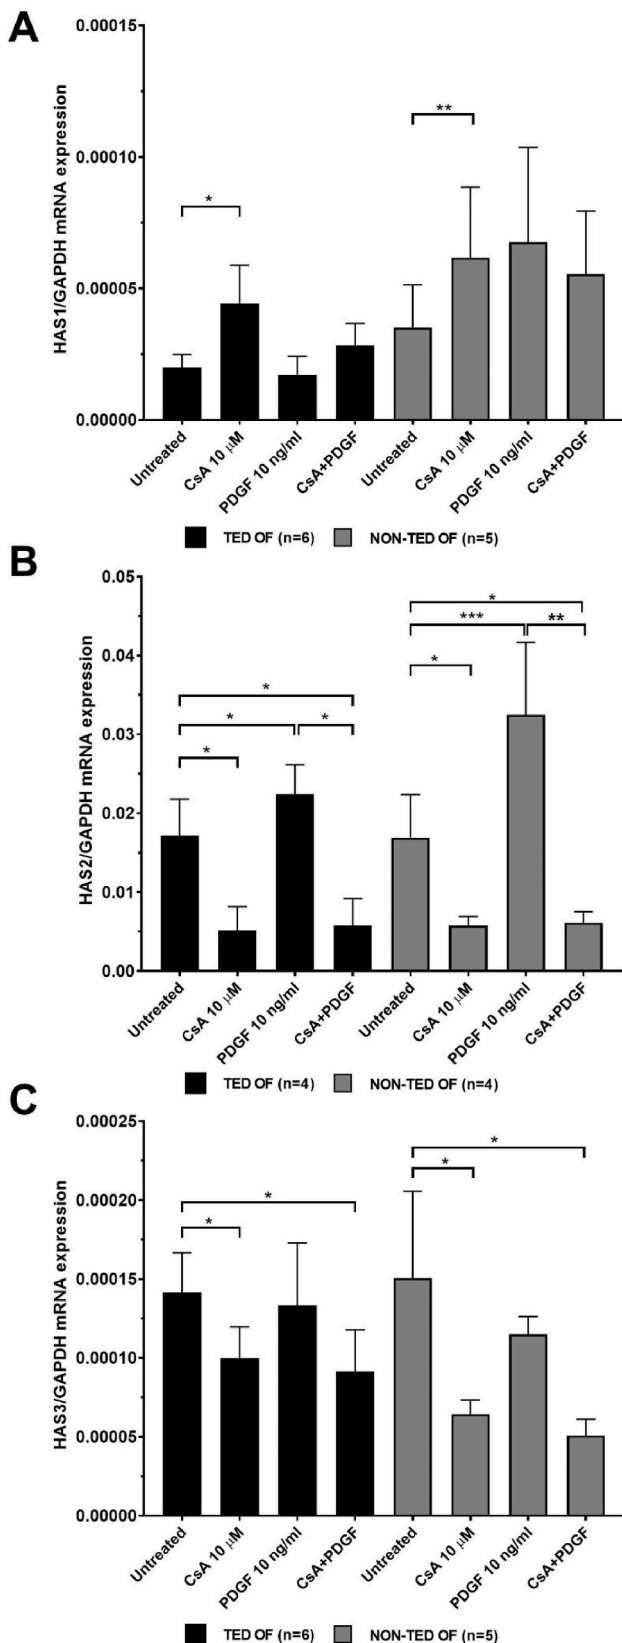 A
HAS1/GAPDH mRNA expression
0.00015
0.00010
0.00005
0.00000
*
**
Untreated
CsA 10 μM
PDGF 10 ng/ml
CsA+PDGF
Untreated
CsA 10 μM
PDGF 10 ng/ml
CsA+PDGF
TED OF (n=6) NON-TED OF (n=5)
B
HAS2/GAPDH mRNA expression
0.05
0.04
0.03
0.02
0.01
0.00
*
*
*
*
*
***
**
*
Untreated
CsA 10 μM
PDGF 10 ng/ml
CsA+PDGF
Untreated
CsA 10 μM
PDGF 10 ng/ml
CsA+PDGF
TED OF (n=4) NON-TED OF (n=4)
C
HAS3/GAPDH mRNA expression
0.00025
0.00020
0.00015
0.00010
0.00005
0.00000
*
*
*
*
Untreated
CsA 10 μM
PDGF 10 ng/ml
CsA+PDGF
Untreated
CsA 10 μM
PDGF 10 ng/ml
CsA+PDGF
TED OF (n=6) NON-TED OF (n=5)